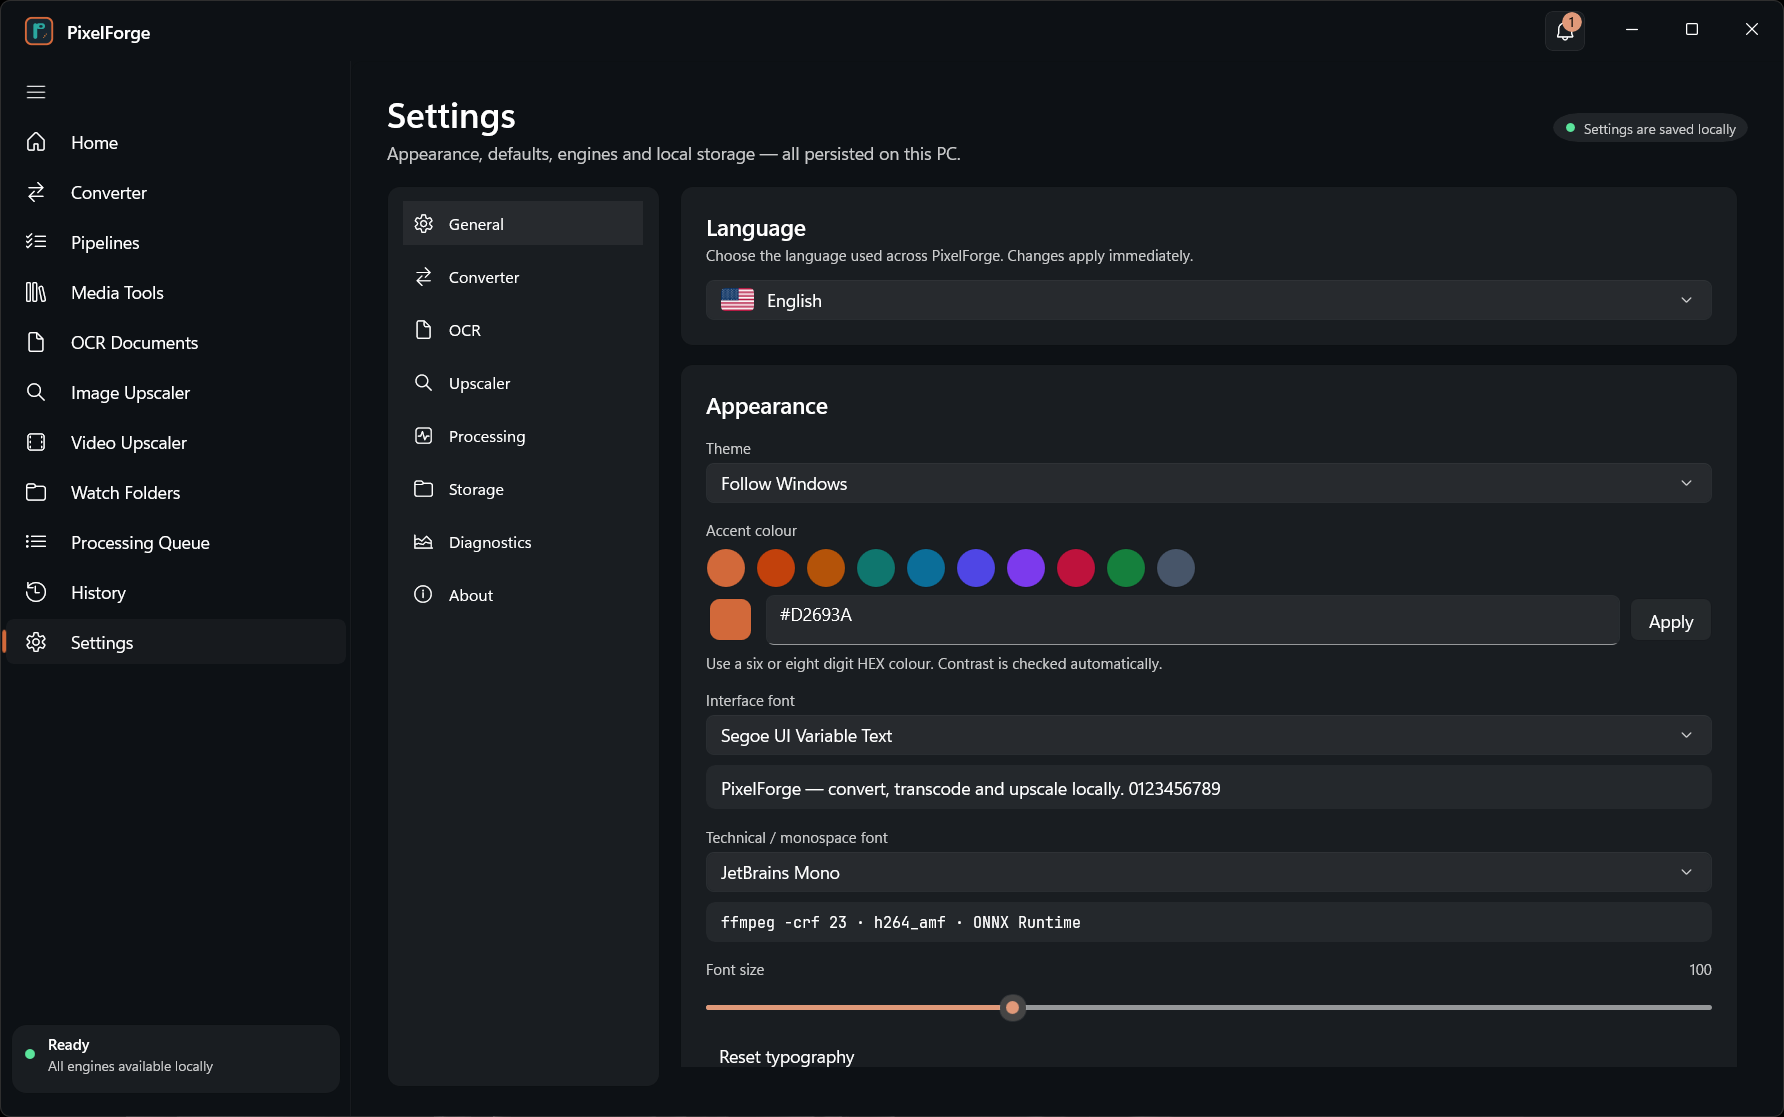 PixelForge
1
Home
Converter
Pipelines
Media Tools
OCR Documents
Image Upscaler
Video Upscaler
Watch Folders
Processing Queue
History
Settings
Ready
All engines available locally
Settings
Appearance, defaults, engines and local storage — all persisted on this PC.
Settings are saved locally
General
Converter
OCR
Upscaler
Processing
Storage
Diagnostics
About
Language
Choose the language used across PixelForge. Changes apply immediately.
English
Appearance
Theme
Follow Windows
Accent colour
#D2693A
Apply
Use a six or eight digit HEX colour. Contrast is checked automatically.
Interface font
Segoe UI Variable Text
PixelForge — convert, transcode and upscale locally. 0123456789
Technical / monospace font
JetBrains Mono
ffmpeg -crf 23 · h264_amf · ONNX Runtime
Font size
100
Reset typography